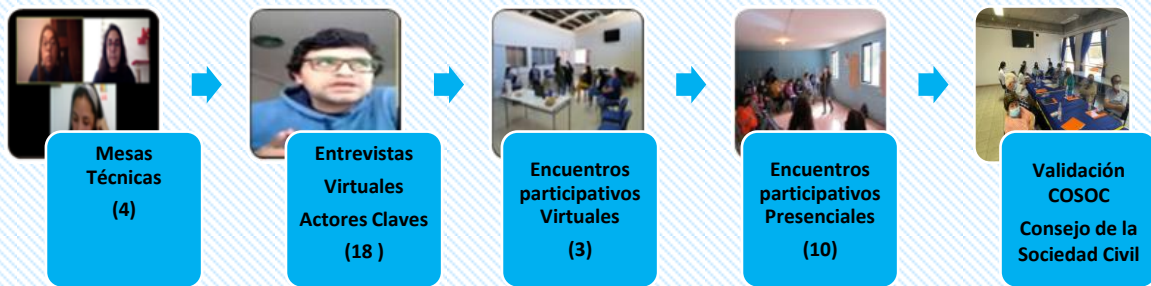 Mesas
Técnicas
(4)
Entrevistas
Virtuales
Actores Claves
(18 )
Encuentros
participativos
Virtuales
(3)
Encuentros
participativos
Presenciales
(10)
Validación
COSOC
Consejo de la
Sociedad Civil